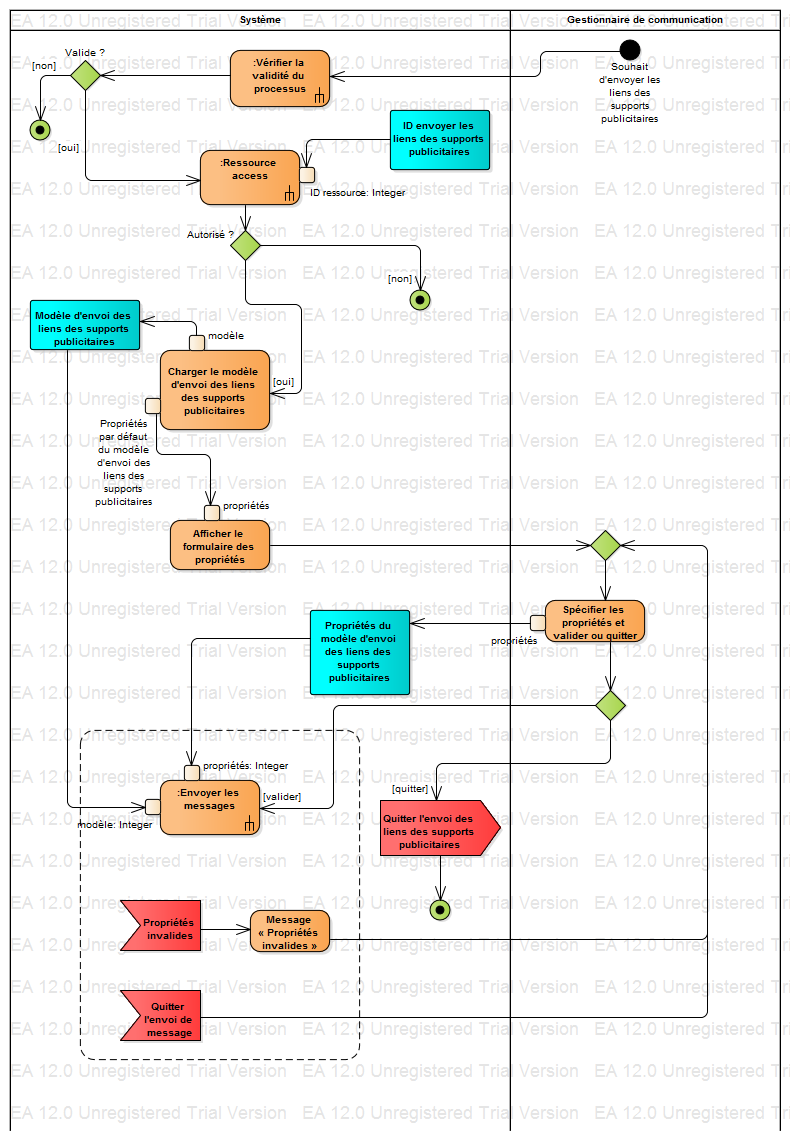 Système
Gestionnaire de communication
Valide ?
[non]
:Vérifier la
validité du
processus
Souhait
d'envoyer les
liens des
supports
publicitaires
ID envoyer les
liens des supports
publicitaires
[oui]
:Ressource
access
ID ressource: Integer
Autorisé ?
[non]
Modèle d'envoi des
liens des supports
publicitaires
modèle
Charger le modèle
d'envoi des liens
des supports
publicitaires
[oui]
Propriétés
par défaut
du modèle
d'envoi des
liens des
supports
publicitaires
propriétés
Afficher le
formulaire des
propriétés
Spécifier les
propriétés et
valider ou quitter
propriétés
Propriétés du
modèle d'envoi
des liens des
supports
publicitaires
propriétés: Integer
:Envoyer les
messages
[valider]
modèle: Integer
[quitter]
Quitter l'envoi des
liens des supports
publicitaires
Propriétés
invalides
Message
« Propriétés
invalides »
Quitter
l'envoi de
message
EA 12.0 Unregistered Trial Version